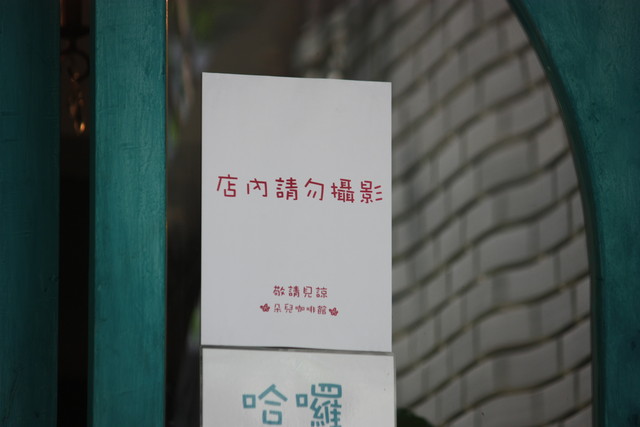 店內請勿攝影
敬請見諒
朵兒咖啡館
哈囉